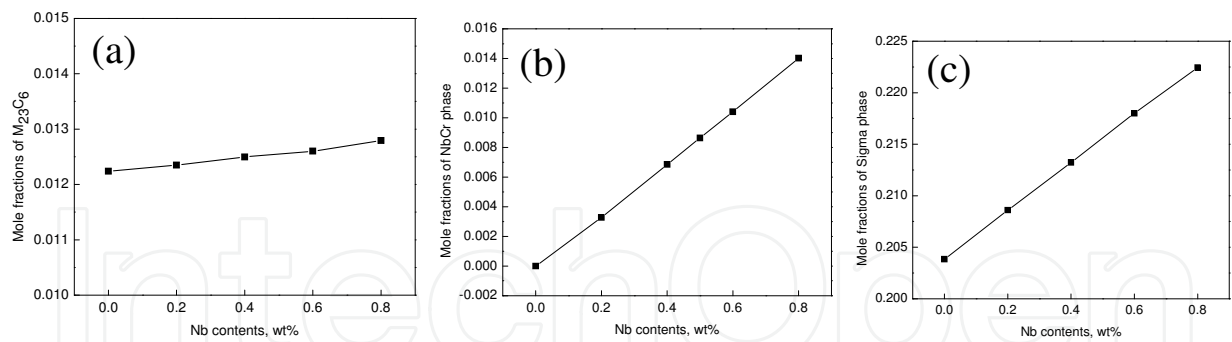 (a)
Mole fractions of M23C6
0.015
0.014
0.013
0.012
0.011
0.010
0.0 0.2 0.4 0.6 0.8
Nb contents, wt%
(b)
Mole fractions of NbCr phase
0.016
0.014
0.012
0.010
0.008
0.006
0.004
0.002
0.000
-0.002
0.0 0.2 0.4 0.6 0.8
Nb contents, wt%
(c)
Mole fractions of Sigma phase
0.225
0.220
0.215
0.210
0.205
0.200
0.0 0.2 0.4 0.6 0.8
Nb contents, wt%
IntechOpen